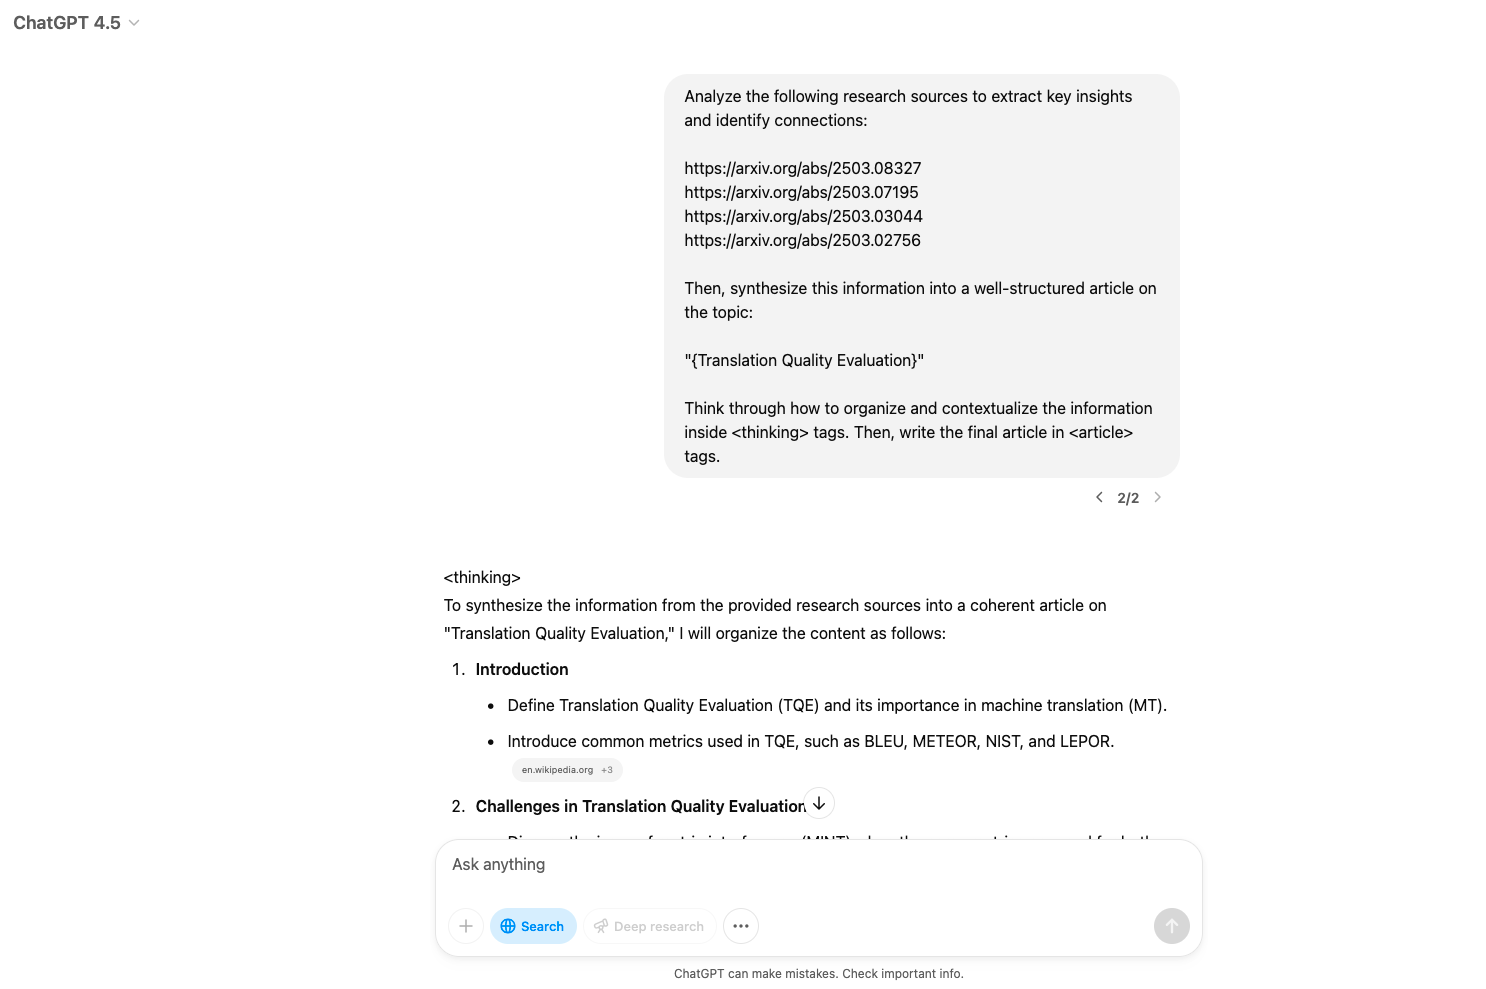 ChatGPT 4.5
Analyze the following research sources to extract key insights
and identify connections:
https://arxiv.org/abs/2503.08327
https://arxiv.org/abs/2503.07195
https://arxiv.org/abs/2503.03044
https://arxiv.org/abs/2503.02756
Then, synthesize this information into a well-structured article on
the topic:
"{Translation Quality Evaluation}"
Think through how to organize and contextualize the information
inside <thinking> tags. Then, write the final article in <article>
tags.
2/2
<thinking>
To synthesize the information from the provided research sources into a coherent article on
"Translation Quality Evaluation," I will organize the content as follows:
1. Introduction
• Define Translation Quality Evaluation (TQE) and its importance in machine translation (MT).
• Introduce common metrics used in TQE, such as BLEU, METEOR, NIST, and LEPOR.
en.wikipedia.org +3
2. Challenges in Translation Quality Evaluation
Ask anything
Search
Deep research
ChatGPT can make mistakes. Check important info.